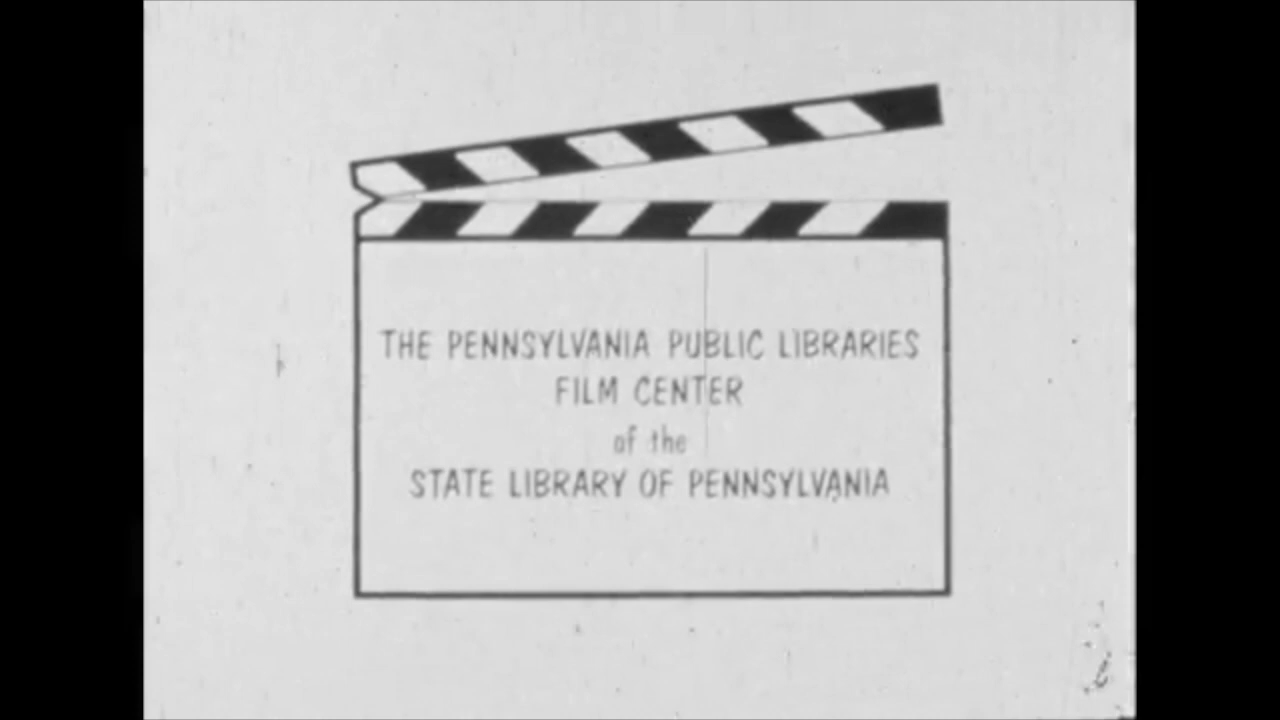 THE PENNSYLVANIA PUBLIC LIBRARIES
FILM CENTER
of the
STATE LIBRARY OF PENNSYLVANIA